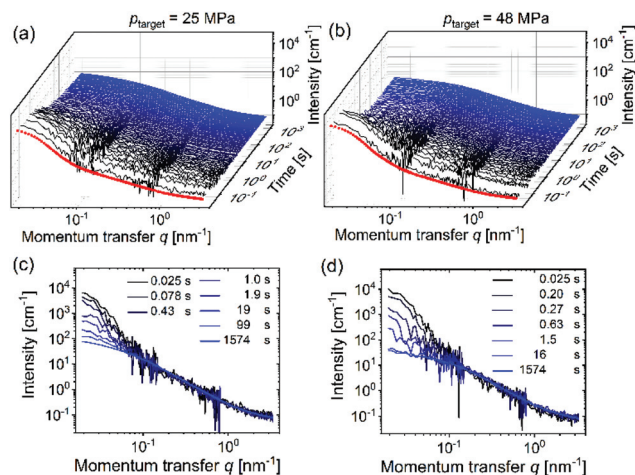 p_target = 25 MPa
p_target = 48 MPa
(a)
(b)
10^4
10^2
10^0
Intensity [cm^-1]
10^4
10^2
10^0
Intensity [cm^-1]
10^3
10^2
10^1
10^0
10^-1
Time [s]
10^3
10^2
10^1
10^0
10^-1
Time [s]
10^-1
10^0
10^-1
10^0
Momentum transfer q [nm^-1]
Momentum transfer q [nm^-1]
(c)
(d)
Intensity [cm^-1]
10^4
10^3
10^2
10^1
10^0
10^-1
0.025 s
0.078 s
0.43 s
1.0 s
1.9 s
19 s
99 s
1574 s
Intensity [cm^-1]
10^4
10^3
10^2
10^1
10^0
10^-1
0.025 s
0.20 s
0.27 s
0.63 s
1.5 s
16 s
1574 s
10^-1
10^0
10^-1
10^0
Momentum transfer q [nm^-1]
Momentum transfer q [nm^-1]